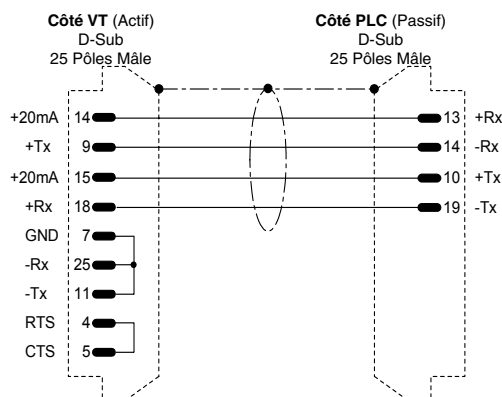 Côté VT (Actif)
D-Sub
25 Pôles Mâle
Côté PLC (Passif)
D-Sub
25 Pôles Mâle
+20mA 14 13 +Rx
+Tx 9 14 -Rx
+20mA 15 10 +Tx
+Rx 18 19 -Tx
GND 7
-Rx 25
-Tx 11
RTS 4
CTS 5